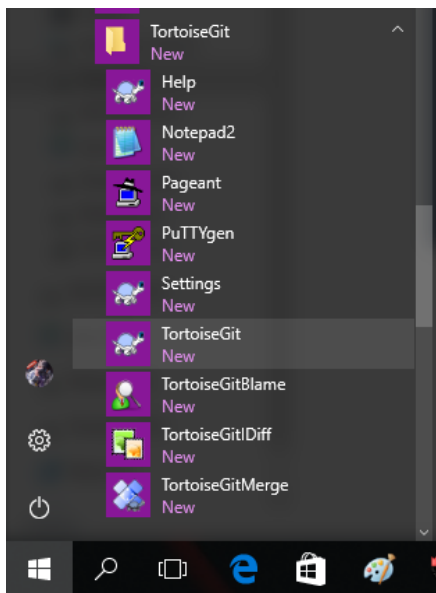 TortoiseGit
New
Help
New
Notepad2
New
Pageant
New
PuTTYgen
New
Settings
New
TortoiseGit
New
TortoiseGitBlame
New
TortoiseGitIDiff
New
TortoiseGitMerge
New